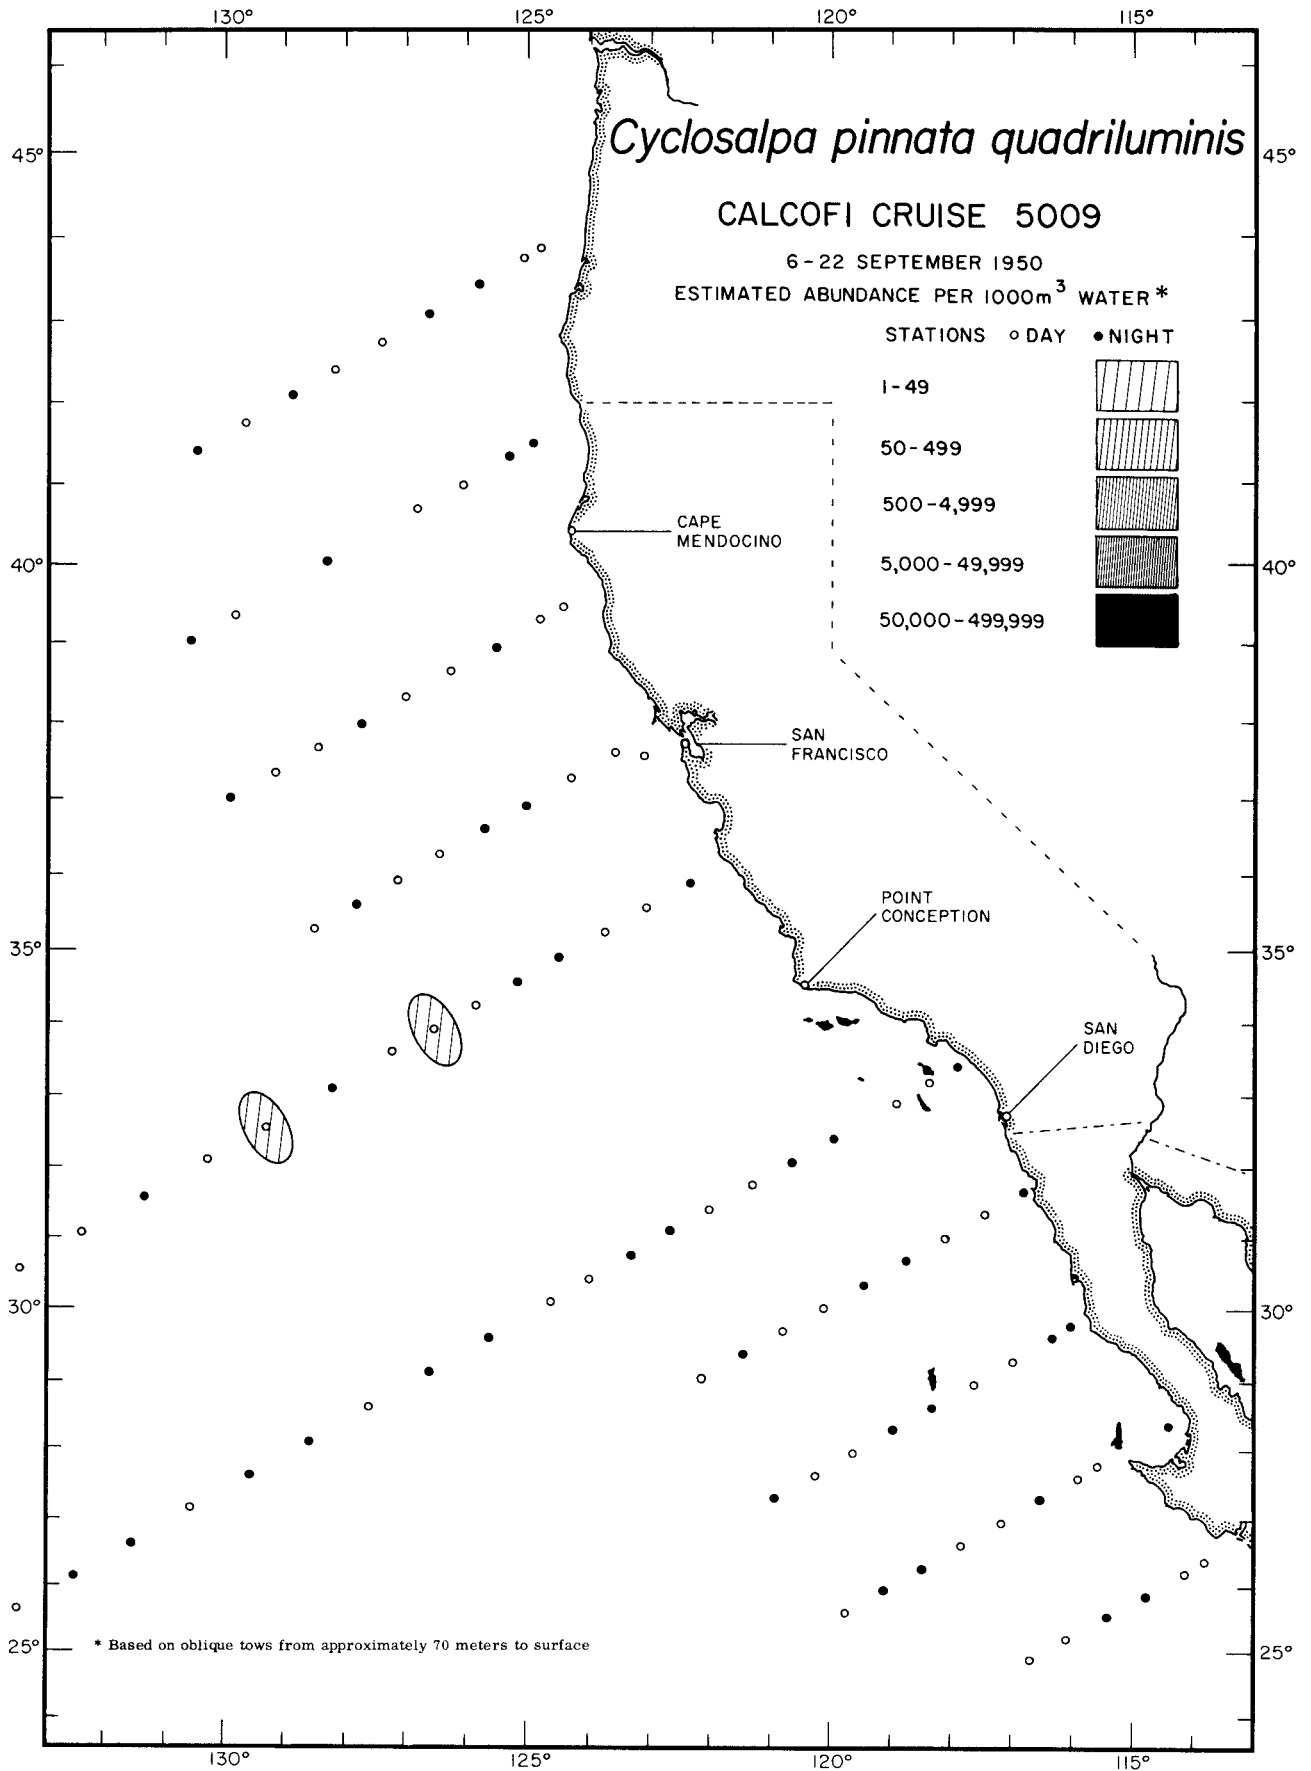 130° 125° 120° 115°
Cyclosalpa pinnata quadriluminis
45° 45°
CALCOFI CRUISE 5009
6-22 SEPTEMBER 1950
ESTIMATED ABUNDANCE PER 1000m³ WATER*
STATIONS ○ DAY ● NIGHT
1-49
50-499
500-4,999
5,000-49,999
50,000-499,999
CAPE
MENDOCINO
40° 40°
SAN
FRANCISCO
POINT
CONCEPTION
35° 35°
SAN
DIEGO
30° 30°
* Based on oblique tows from approximately 70 meters to surface
25° 25°
130° 125° 120° 115°